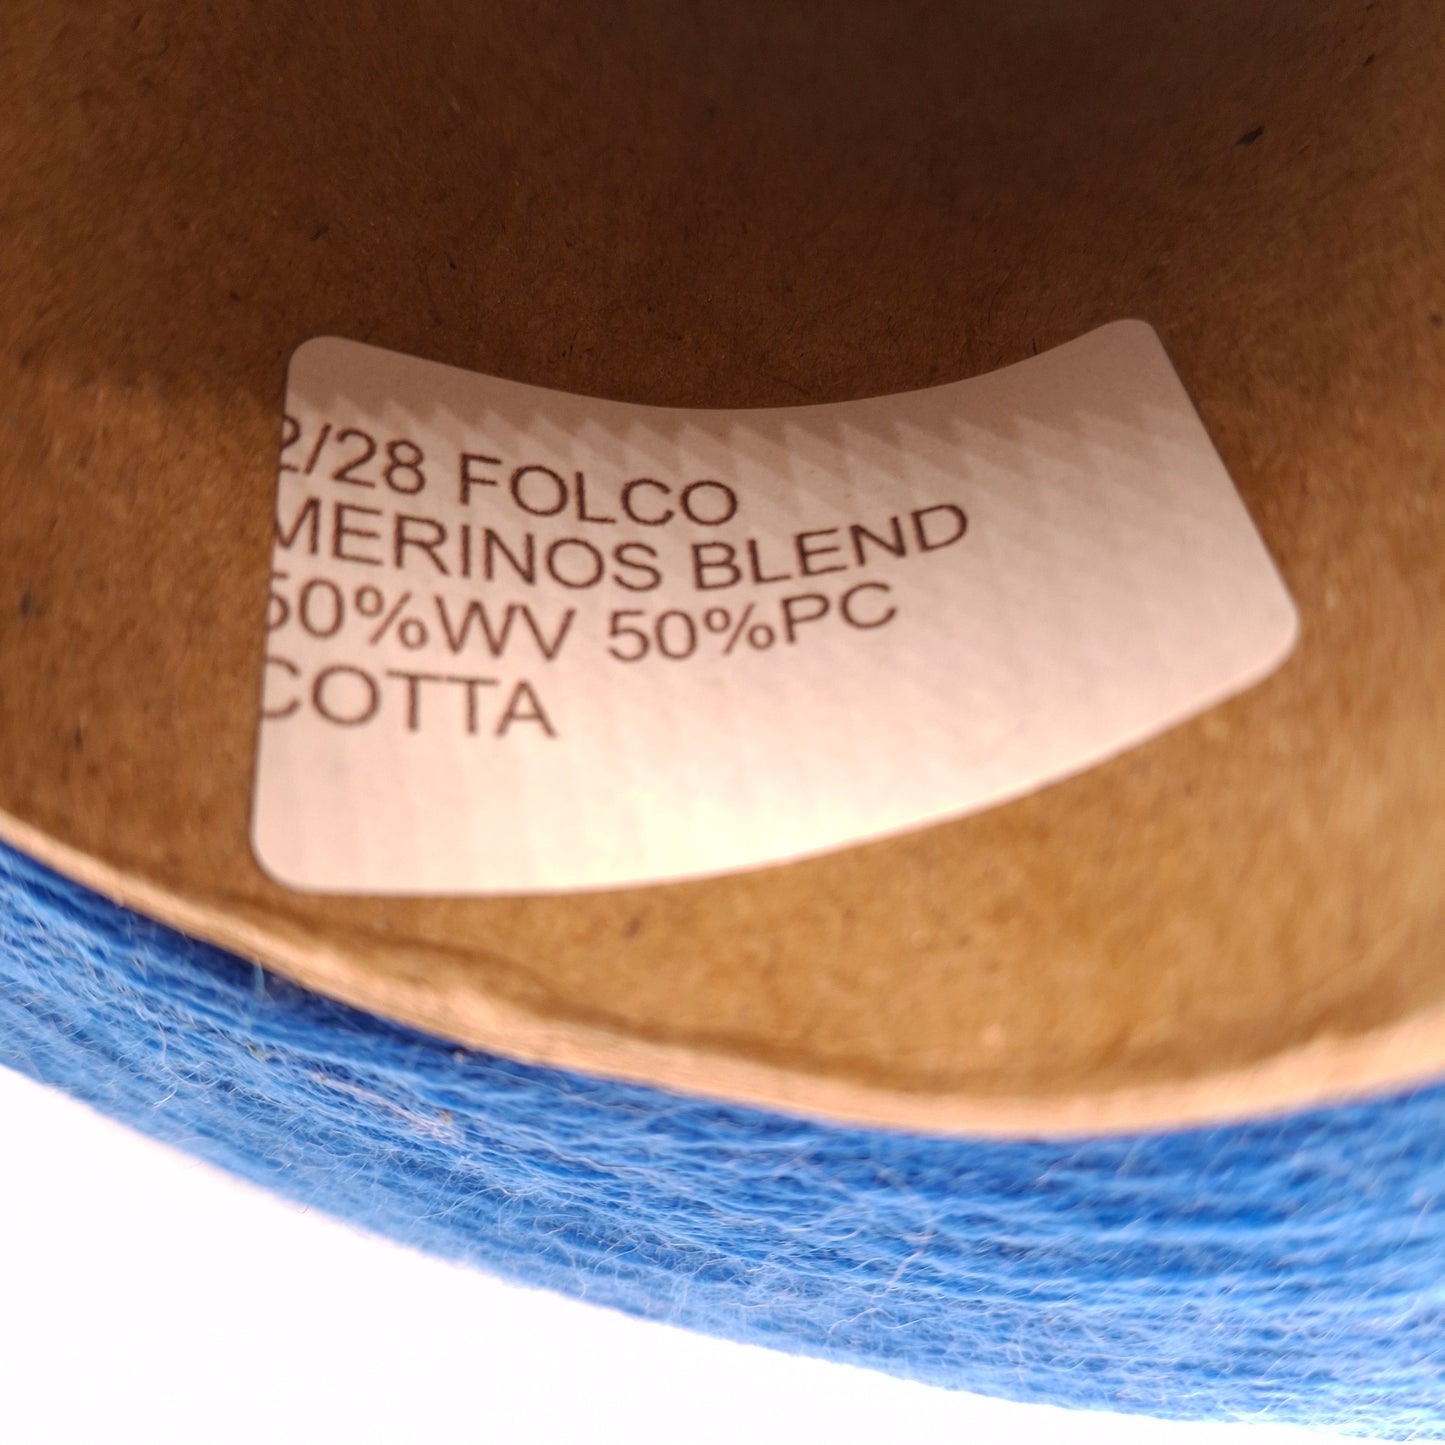 2/28 FOLCO
MERINOS BLEND
50%WV 50%PC
COTTA